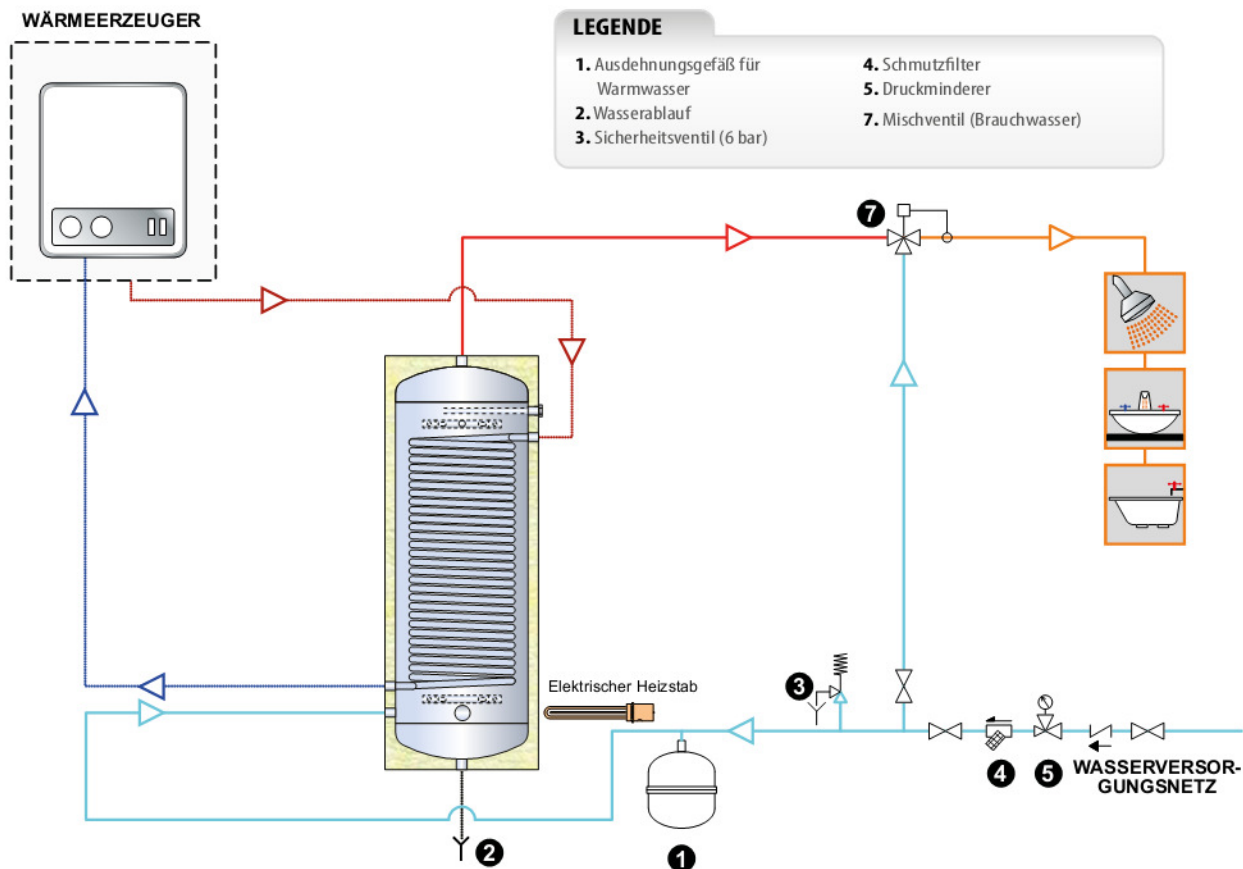 WÄRMEERZEUGER
LEGENDE
1. Ausdehnungsgefäß für
Warmwasser
2. Wasserablauf
3. Sicherheitsventil (6 bar)
4. Schmutzfilter
5. Druckminderer
7. Mischventil (Brauchwasser)
7
Elektrischer Heizstab
3
4
5
WASSERVERSOR-
GUNGSNETZ
2
1